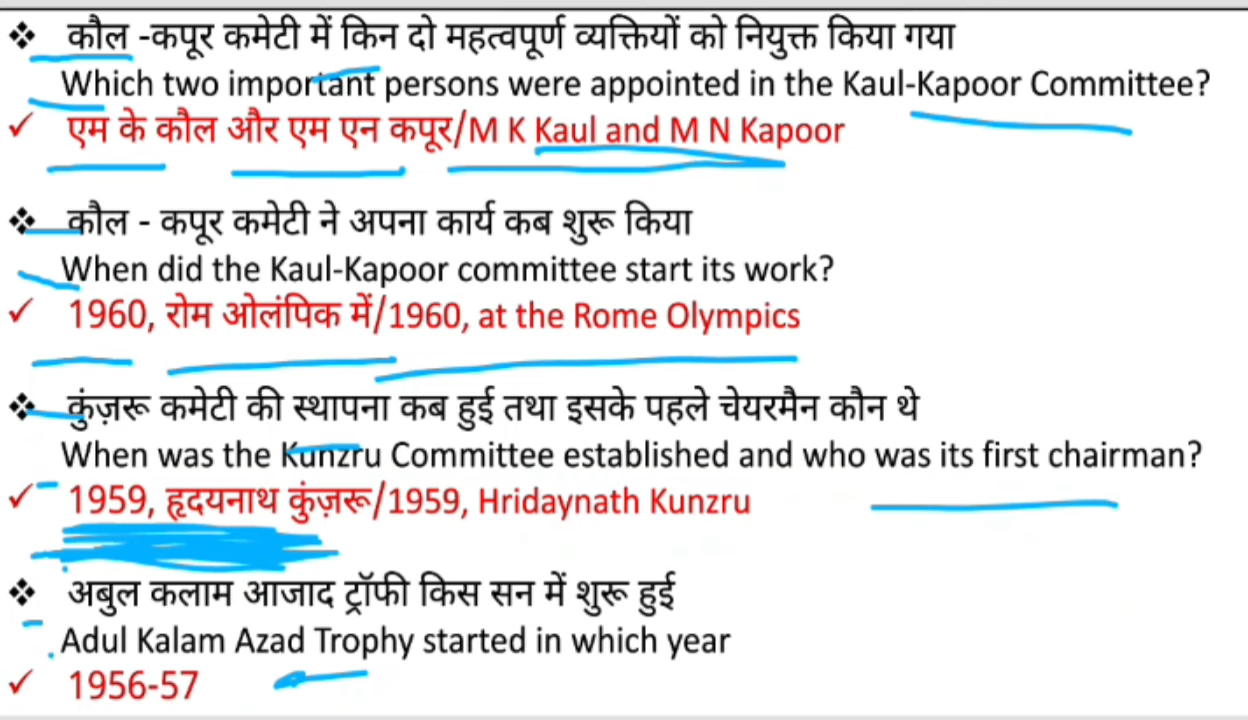 ❖ कौल -कपूर कमेटी में किन दो महत्वपूर्ण व्यक्तियों को नियुक्त किया गया
Which two important persons were appointed in the Kaul-Kapoor Committee?
✓ एम के कौल और एम एन कपूर/M K Kaul and M N Kapoor
❖ कौल - कपूर कमेटी ने अपना कार्य कब शुरू किया
When did the Kaul-Kapoor committee start its work?
✓ 1960, रोम ओलंपिक में/1960, at the Rome Olympics
❖ कुंज़रू कमेटी की स्थापना कब हुई तथा इसके पहले चेयरमैन कौन थे
When was the Kunzru Committee established and who was its first chairman?
✓ 1959, हृदयनाथ कुंज़रू/1959, Hridaynath Kunzru
❖ अबुल कलाम आजाद ट्रॉफी किस सन में शुरू हुई
Adul Kalam Azad Trophy started in which year
✓ 1956-57